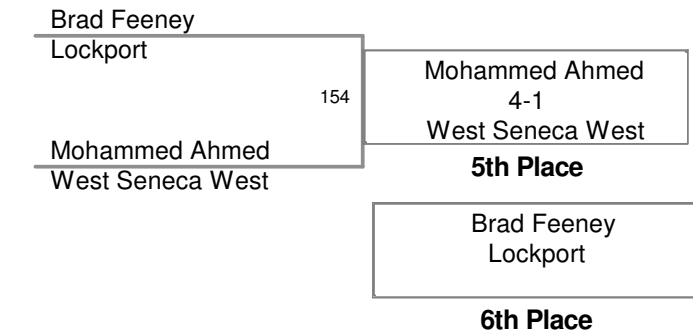 Brad Feeney
Lockport
154
Mohammed Ahmed
West Seneca West
Mohammed Ahmed
4-1
West Seneca West
5th Place
Brad Feeney
Lockport
6th Place